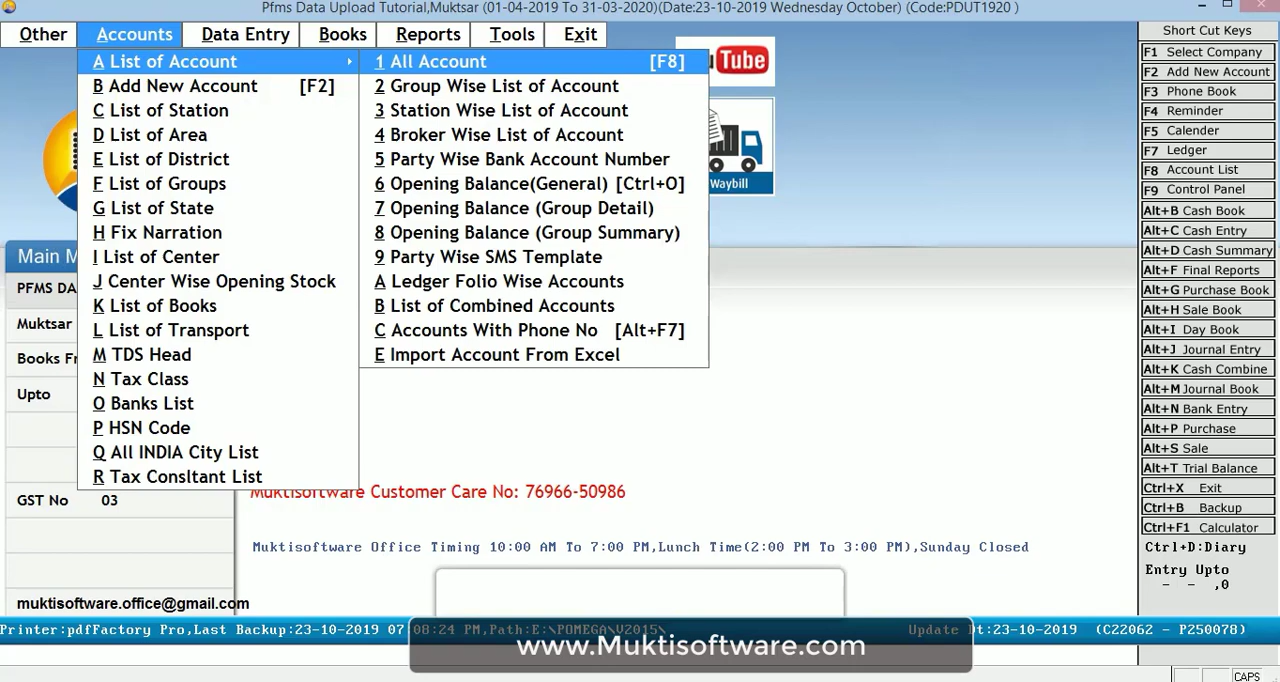 Pfms Data Upload Tutorial,Muktsar (01-04-2019 To 31-03-2020)(Date:23-10-2019 Wednesday October) (Code:PDUT1920 )
Other Accounts Data Entry Books Reports Tools Exit
A List of Account
B Add New Account [F2]
C List of Station
D List of Area
E List of District
F List of Groups
G List of State
H Fix Narration
I List of Center
J Center Wise Opening Stock
K List of Books
L List of Transport
M TDS Head
N Tax Class
O Banks List
P HSN Code
Q All INDIA City List
R Tax Consltant List
1 All Account [F8]
2 Group Wise List of Account
3 Station Wise List of Account
4 Broker Wise List of Account
5 Party Wise Bank Account Number
6 Opening Balance(General) [Ctrl+O]
7 Opening Balance (Group Detail)
8 Opening Balance (Group Summary)
9 Party Wise SMS Template
A Ledger Folio Wise Accounts
B List of Combined Accounts
C Accounts With Phone No [Alt+F7]
E Import Account From Excel
Tube
Waybill
Main M
PFMS DA
Muktsar
Books Fr
Upto
GST No 03
muktisoftware.office@gmail.com
Muktisoftware Customer Care No: 76966-50986
Muktisoftware Office Timing 10:00 AM To 7:00 PM,Lunch Time(2:00 PM To 3:00 PM),Sunday Closed
Short Cut Keys
F1 Select Company
F2 Add New Account
F3 Phone Book
F4 Reminder
F5 Calender
F7 Ledger
F8 Account List
F9 Control Panel
Alt+B Cash Book
Alt+C Cash Entry
Alt+D Cash Summary
Alt+F Final Reports
Alt+G Purchase Book
Alt+H Sale Book
Alt+I Day Book
Alt+J Journal Entry
Alt+K Cash Combine
Alt+M Journal Book
Alt+N Bank Entry
Alt+P Purchase
Alt+S Sale
Alt+T Trial Balance
Ctrl+X Exit
Ctrl+B Backup
Ctrl+F1 Calculator
Ctrl+D:Diary
Entry Upto
- - ,0
Printer:pdfFactory Pro,Last Backup:23-10-2019 07:08:24 PM,Path:E:\POMEGA\V2015\ Update Dt:23-10-2019 (C22062 - P250078)
www.Muktisoftware.com
CAPS